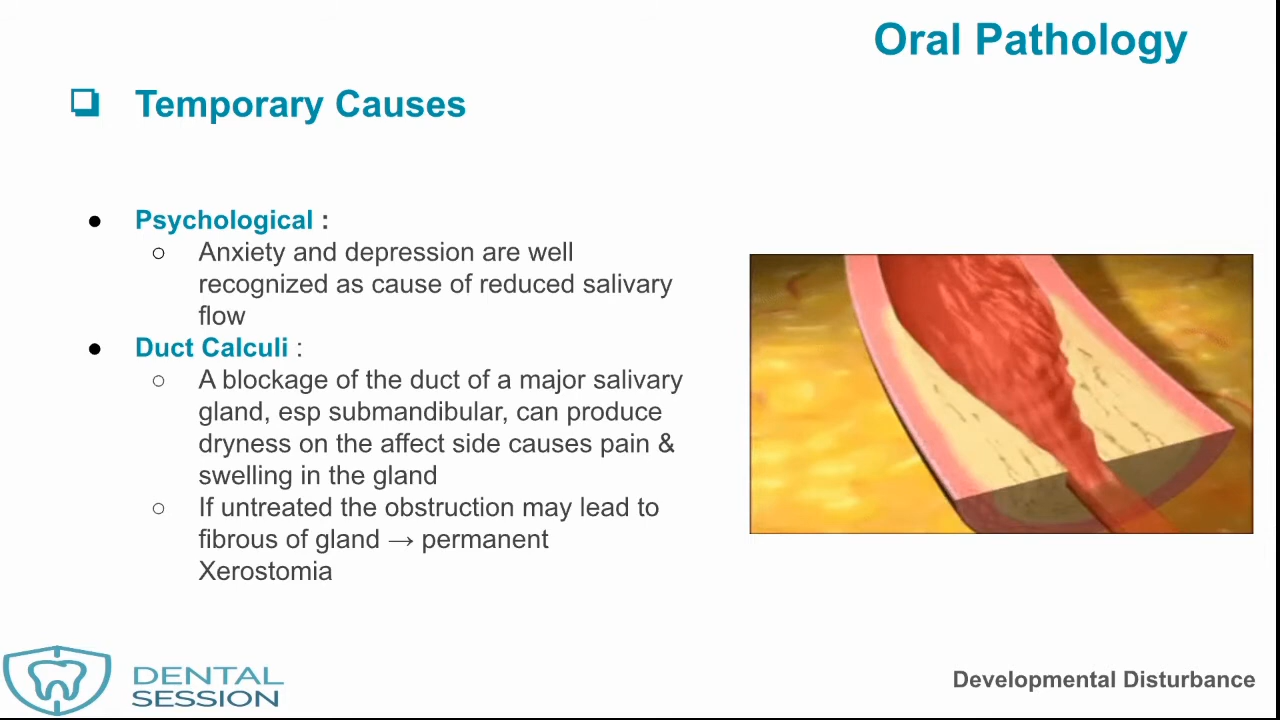 Oral Pathology
❏ Temporary Causes
● Psychological :
○ Anxiety and depression are well
recognized as cause of reduced salivary
flow
● Duct Calculi :
○ A blockage of the duct of a major salivary
gland, esp submandibular, can produce
dryness on the affect side causes pain &
swelling in the gland
○ If untreated the obstruction may lead to
fibrous of gland → permanent
Xerostomia
DENTAL
SESSION
Developmental Disturbance